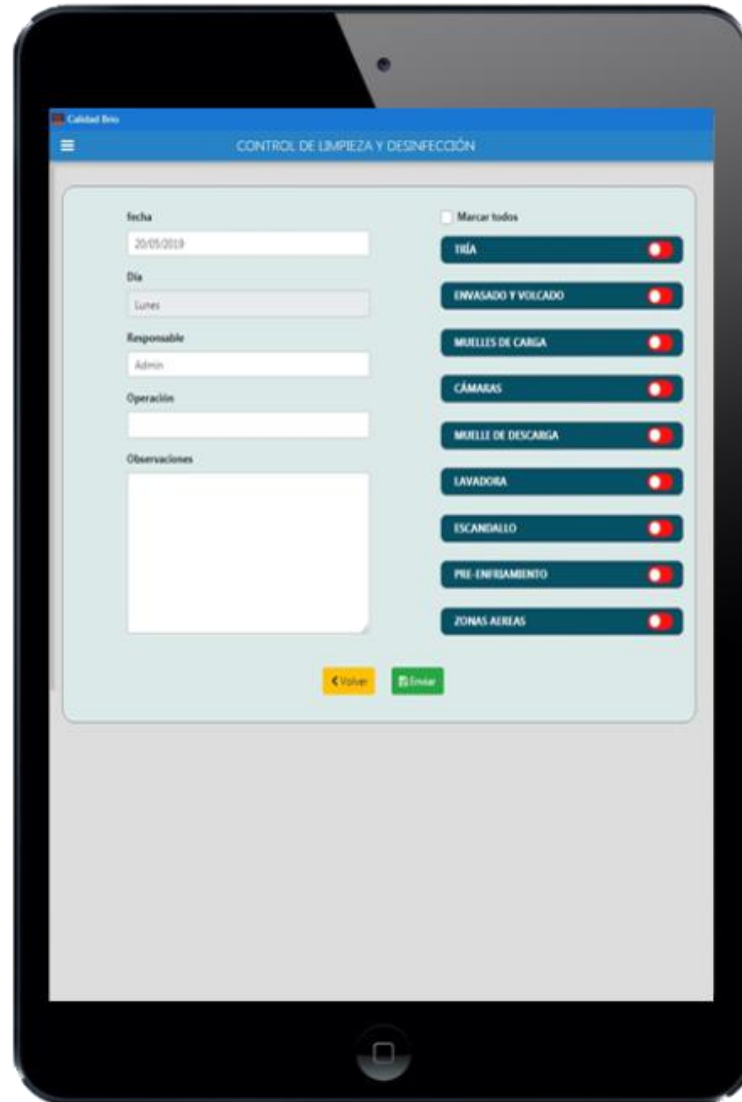 Calidad Brio
CONTROL DE LIMPIEZA Y DESINFECCIÓN
fecha
20/05/2019
Día
Lunes
Responsable
Admin
Operación
Observaciones
Marcar todos
TRÍA
ENVASADO Y VOLCADO
MUELLES DE CARGA
CÁMARAS
MUELLE DE DESCARGA
LAVADORA
ESCANDALLO
PRE-ENFRIAMIENTO
ZONAS AEREAS
Volver
Enviar